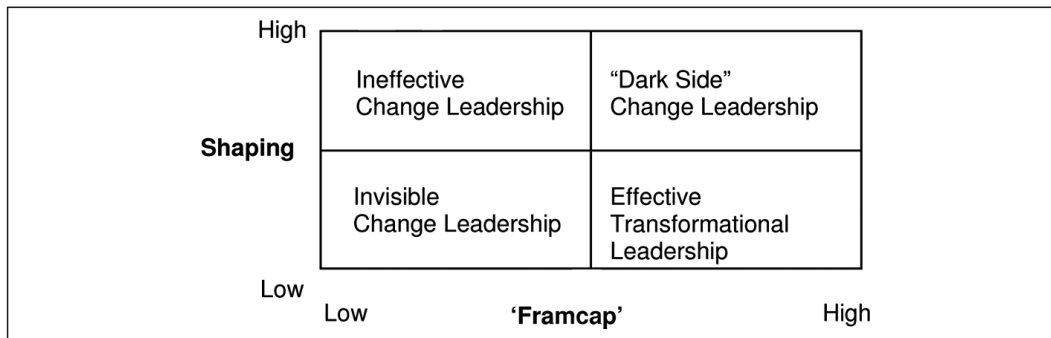 High
Ineffective
Change Leadership
“Dark Side”
Change Leadership
Shaping
Invisible
Change Leadership
Effective
Transformational
Leadership
Low
Low
‘Framcap’
High